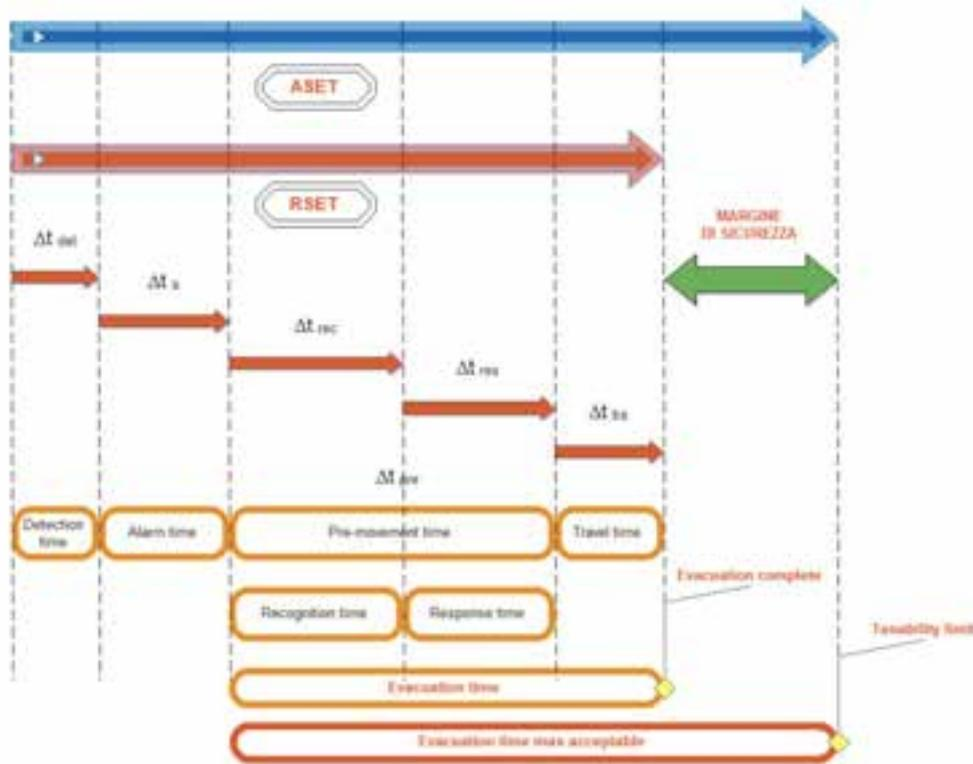 ASET
RSET
MARGINE
DI SICUREZZA
Δt det
Δt a
Δt rec
Δt res
Δt tra
Δt pre
Detection
time
Alarm time
Pre-movement time
Travel time
Evacuation complete
Recognition time
Response time
Tenability limit
Evacuation time
Evacuation time max acceptable